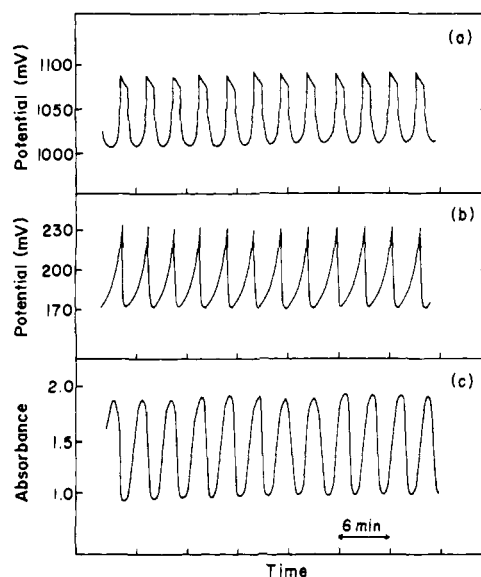 (a)
Potential (mV)
1100
1050
1000
(b)
Potential (mV)
230
200
170
(c)
Absorbance
2.0
1.5
1.0
6 min
Time